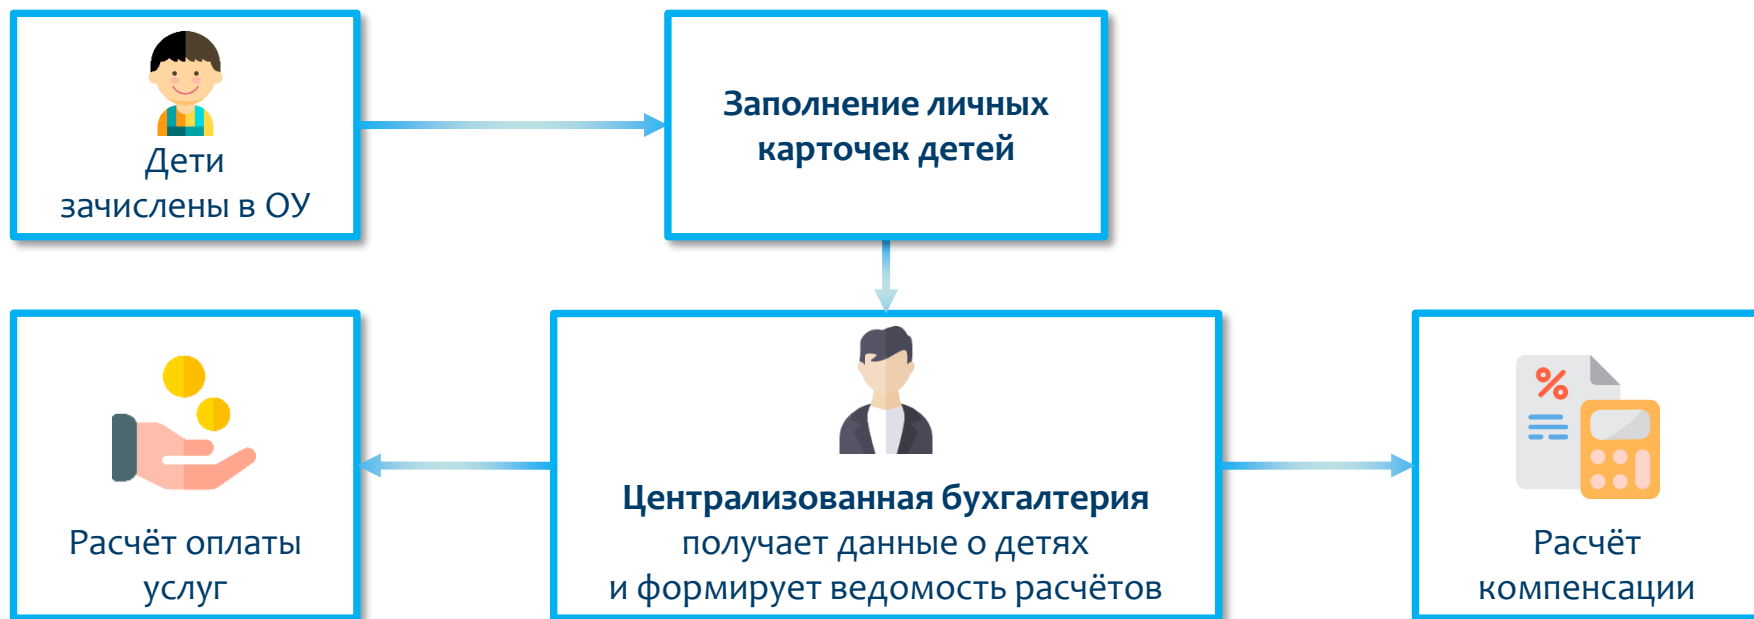 Дети
зачислены в ОУ
Заполнение личных
карточек детей
Расчёт оплаты
услуг
Централизованная бухгалтерия
получает данные о детях
и формирует ведомость расчётов
%
Расчёт
компенсации